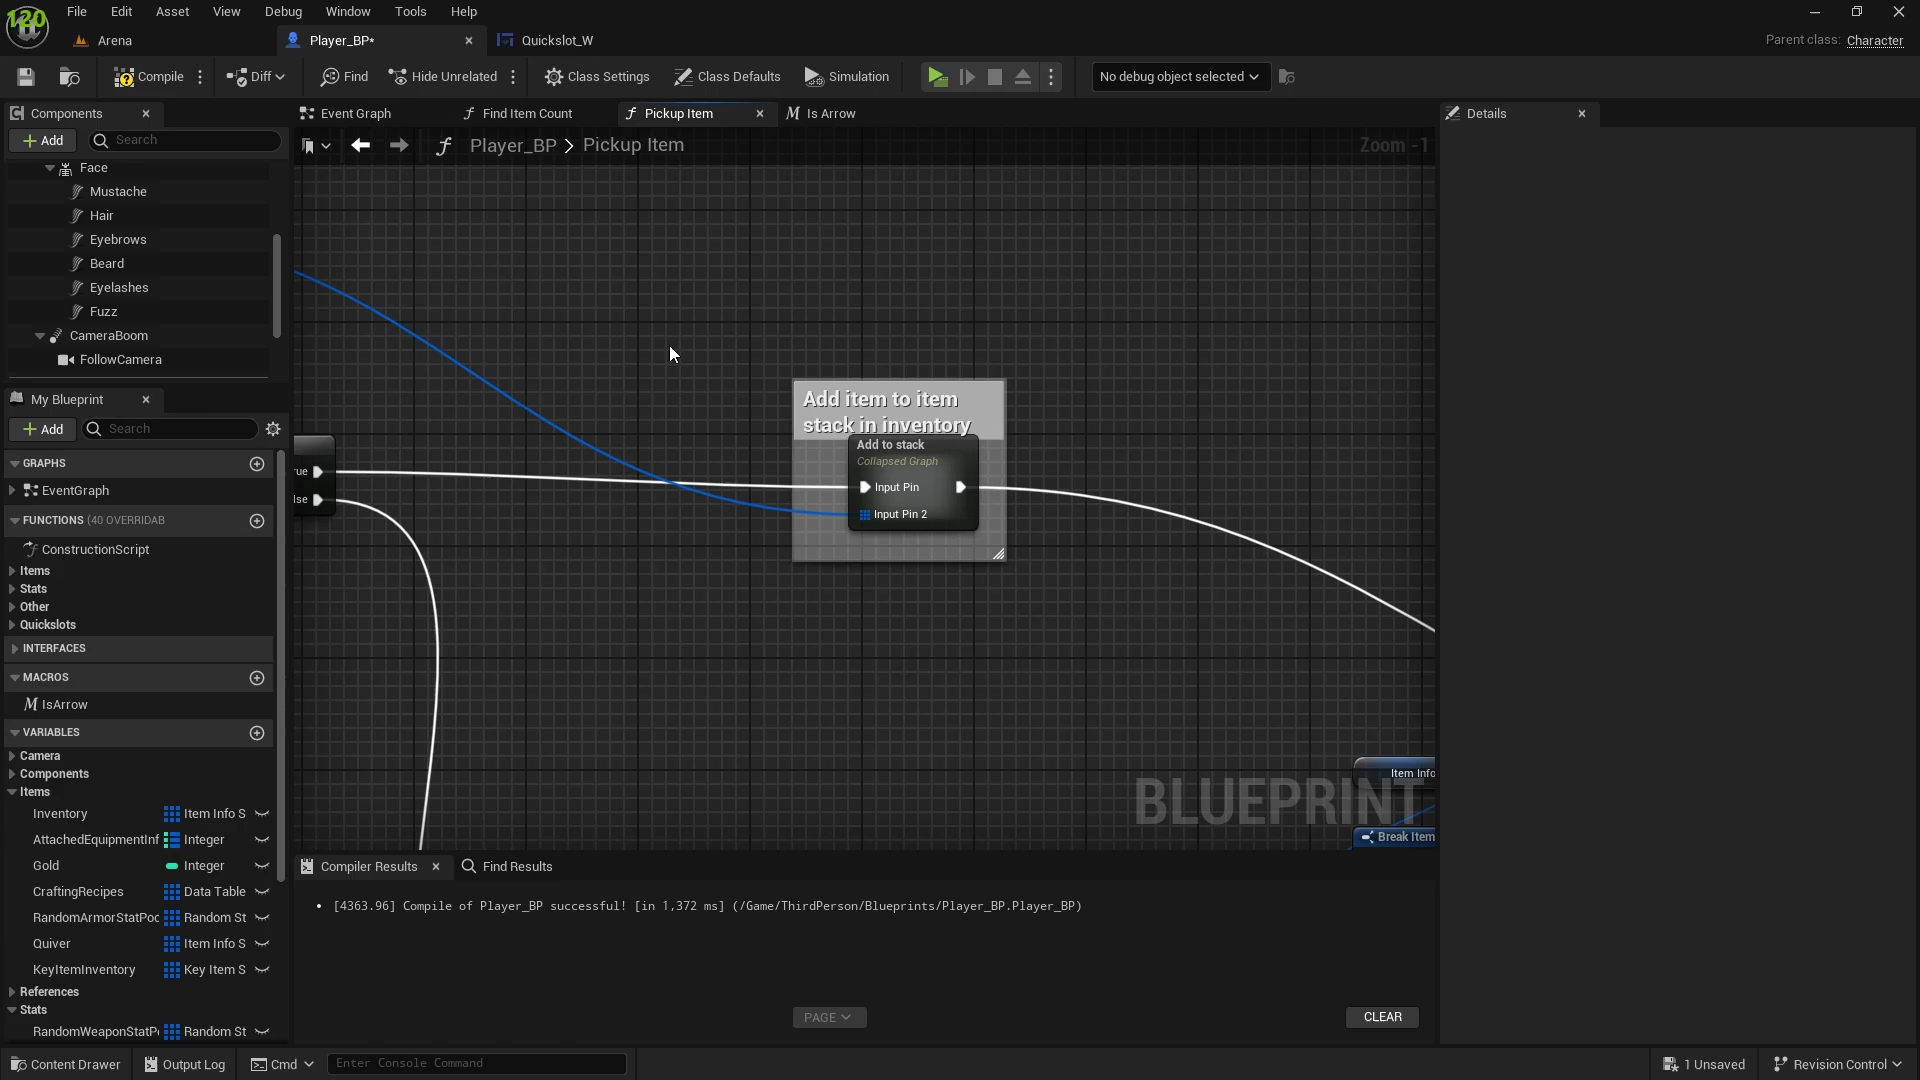 120
File Edit Asset View Debug Window Tools Help
Arena
Player_BP*
Quickslot_W
Parent class: Character
Compile
Diff
Find
Hide Unrelated
Class Settings
Class Defaults
Simulation
No debug object selected
Components
Add
Search
Face
Mustache
Hair
Eyebrows
Beard
Eyelashes
Fuzz
CameraBoom
FollowCamera
My Blueprint
Add
Search
GRAPHS
EventGraph
FUNCTIONS (40 OVERRIDAB
ConstructionScript
Items
Stats
Other
Quickslots
INTERFACES
MACROS
IsArrow
VARIABLES
Camera
Components
Items
Inventory Item Info S
AttachedEquipmentInf Integer
Gold Integer
CraftingRecipes Data Table
RandomArmorStatPoo Random St
Quiver Item Info S
KeyItemInventory Key Item S
References
Stats
RandomWeaponStatP Random St
Event Graph
Find Item Count
Pickup Item
Is Arrow
Player_BP > Pickup Item
Zoom -1
rue
lse
Add item to item
stack in inventory
Add to stack
Collapsed Graph
Input Pin
Input Pin 2
Item Info
Break Item
BLUEPRINT
Compiler Results
Find Results
• [4363.96] Compile of Player_BP successful! [in 1,372 ms] (/Game/ThirdPerson/Blueprints/Player_BP.Player_BP)
PAGE
CLEAR
Details
Content Drawer
Output Log
Cmd
Enter Console Command
1 Unsaved
Revision Control